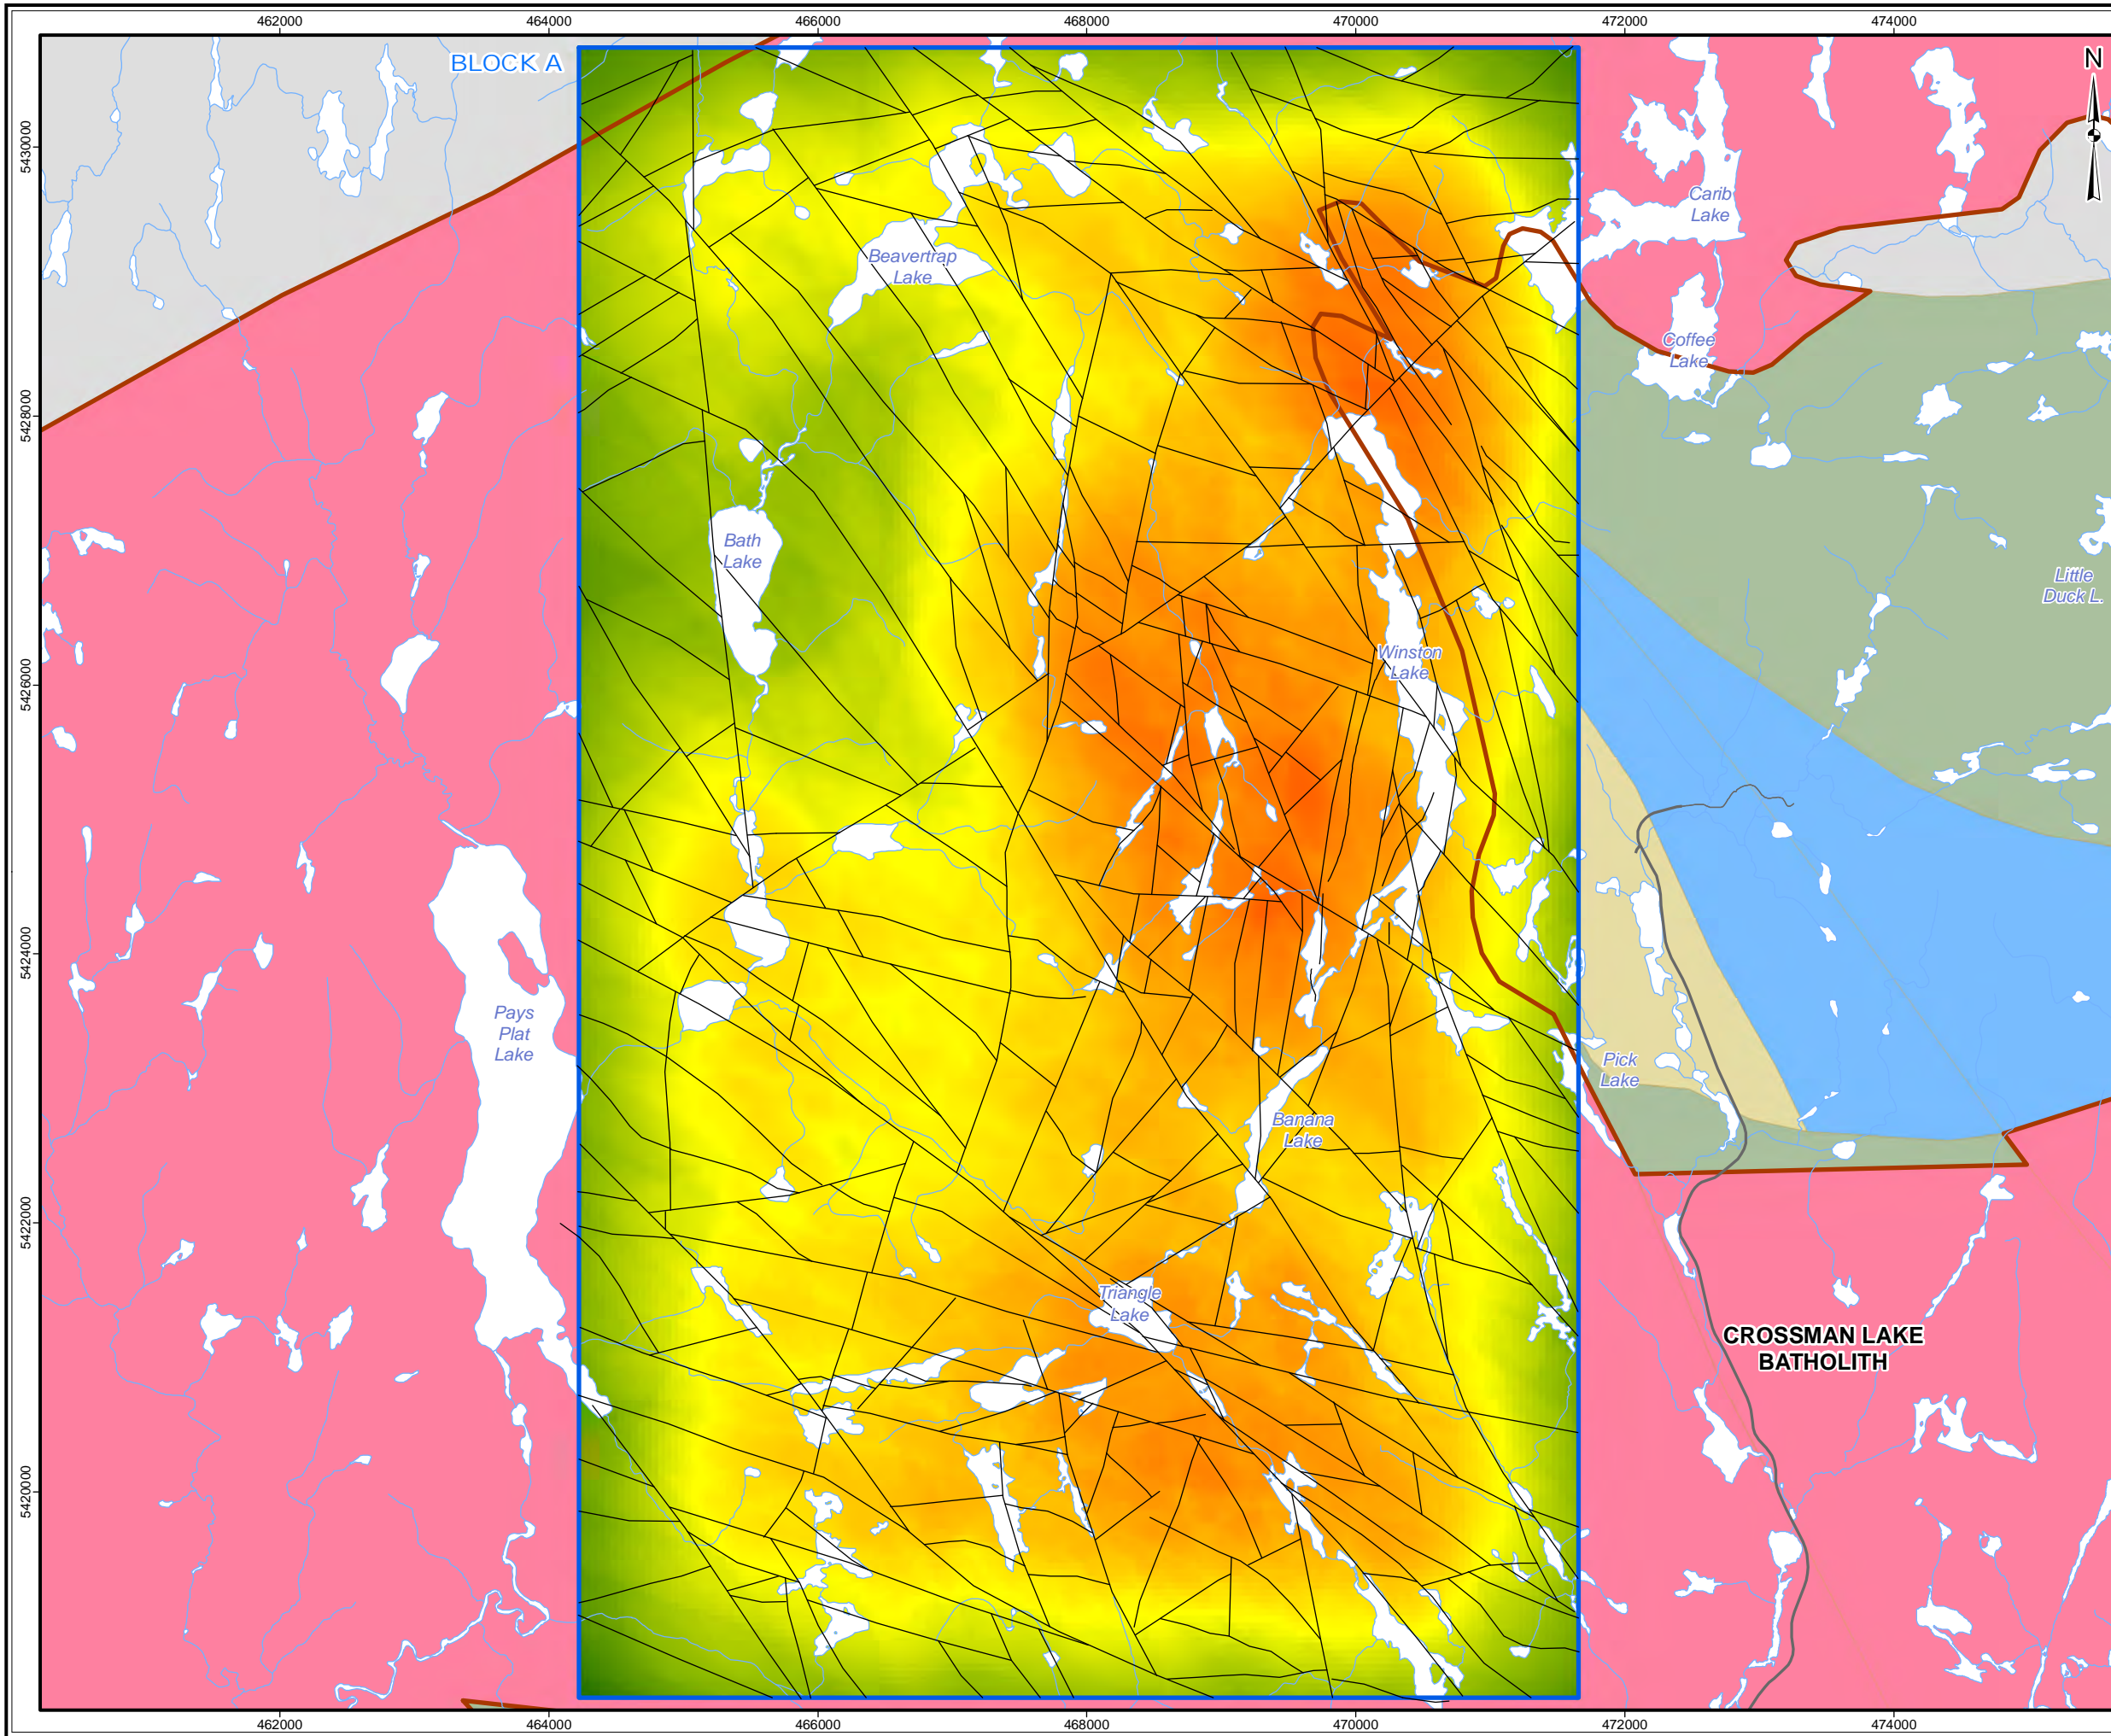 462000
464000
466000
468000
470000
472000
474000
BLOCK A
N
5430000
Carib
Lake
Beavertrap
Lake
Coffee
Lake
5428000
Bath
Lake
Little
Duck L.
5426000
Winston
Lake
5424000
Pays
Plat
Lake
Pick
Lake
Banana
Lake
5422000
Triangle
Lake
CROSSMAN LAKE
BATHOLITH
5420000
462000
464000
466000
468000
470000
472000
474000